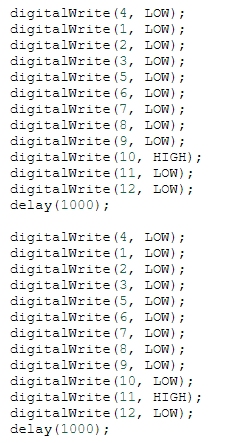 digitalWrite(4, LOW);
digitalWrite(1, LOW);
digitalWrite(2, LOW);
digitalWrite(3, LOW);
digitalWrite(5, LOW);
digitalWrite(6, LOW);
digitalWrite(7, LOW);
digitalWrite(8, LOW);
digitalWrite(9, LOW);
digitalWrite(10, HIGH);
digitalWrite(11, LOW);
digitalWrite(12, LOW);
delay(1000);

digitalWrite(4, LOW);
digitalWrite(1, LOW);
digitalWrite(2, LOW);
digitalWrite(3, LOW);
digitalWrite(5, LOW);
digitalWrite(6, LOW);
digitalWrite(7, LOW);
digitalWrite(8, LOW);
digitalWrite(9, LOW);
digitalWrite(10, LOW);
digitalWrite(11, HIGH);
digitalWrite(12, LOW);
delay(1000);